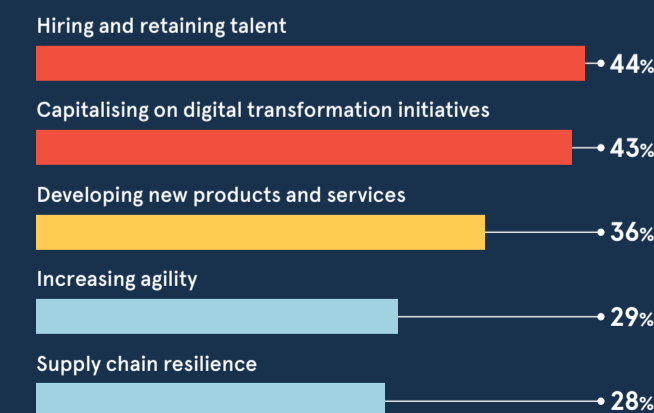 Hiring and retaining talent
44%
Capitalising on digital transformation initiatives
43%
Developing new products and services
36%
Increasing agility
29%
Supply chain resilience
28%